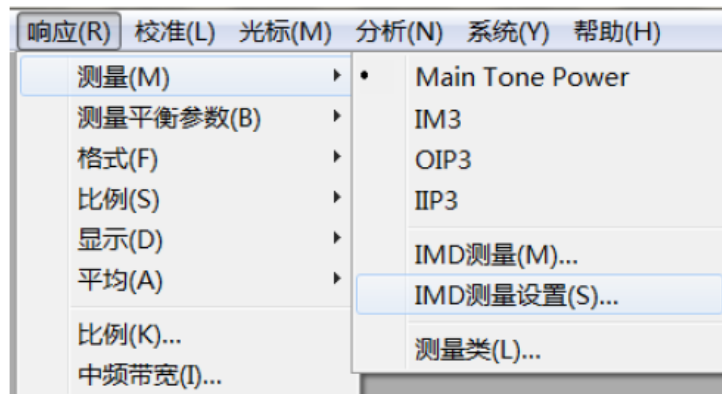 响应(R) 校准(L) 光标(M) 分析(N) 系统(Y) 帮助(H)
测量(M)
测量平衡参数(B)
格式(F)
比例(S)
显示(D)
平均(A)
比例(K)...
中频带宽(I)...
Main Tone Power
IM3
OIP3
IIP3
IMD测量(M)...
IMD测量设置(S)...
测量类(L)...